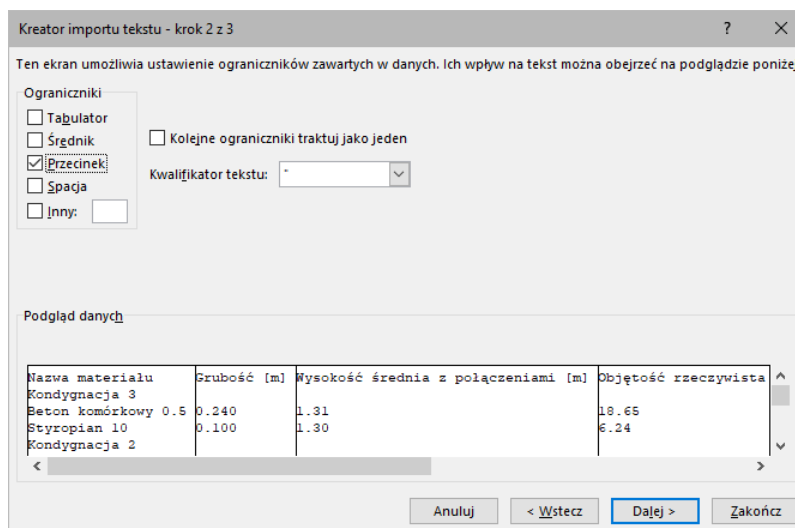 Kreator importu tekstu - krok 2 z 3 ?
Ten ekran umożliwia ustawienie ograniczników zawartych w danych. Ich wpływ na tekst można obejrzeć na podglądzie poniżej
Ograniczniki
Tabulator
Średnik
Przecinek
Spacja
Inny:
Kolejne ograniczniki traktuj jako jeden
Kwalifikator tekstu: "
Podgląd danych
Nazwa materiału Grubość [m] Wysokość średnia z połączeniami [m] Objętość rzeczywista
Kondygnacja 3
Beton komórkowy 0.5 0.240 1.31 18.65
Styropian 10 0.100 1.30 6.24
Kondygnacja 2
Anuluj < Wstecz Dalej > Zakończ